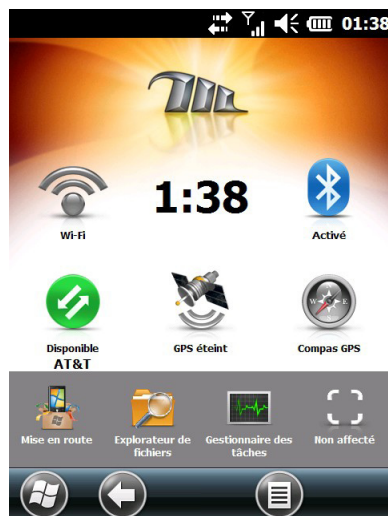 01:38
1:38
Wi-Fi
Activé
Disponible
AT&T
GPS éteint
Compas GPS
Mise en route
Explorateur de
fichiers
Gestionnaire des
tâches
Non affecté